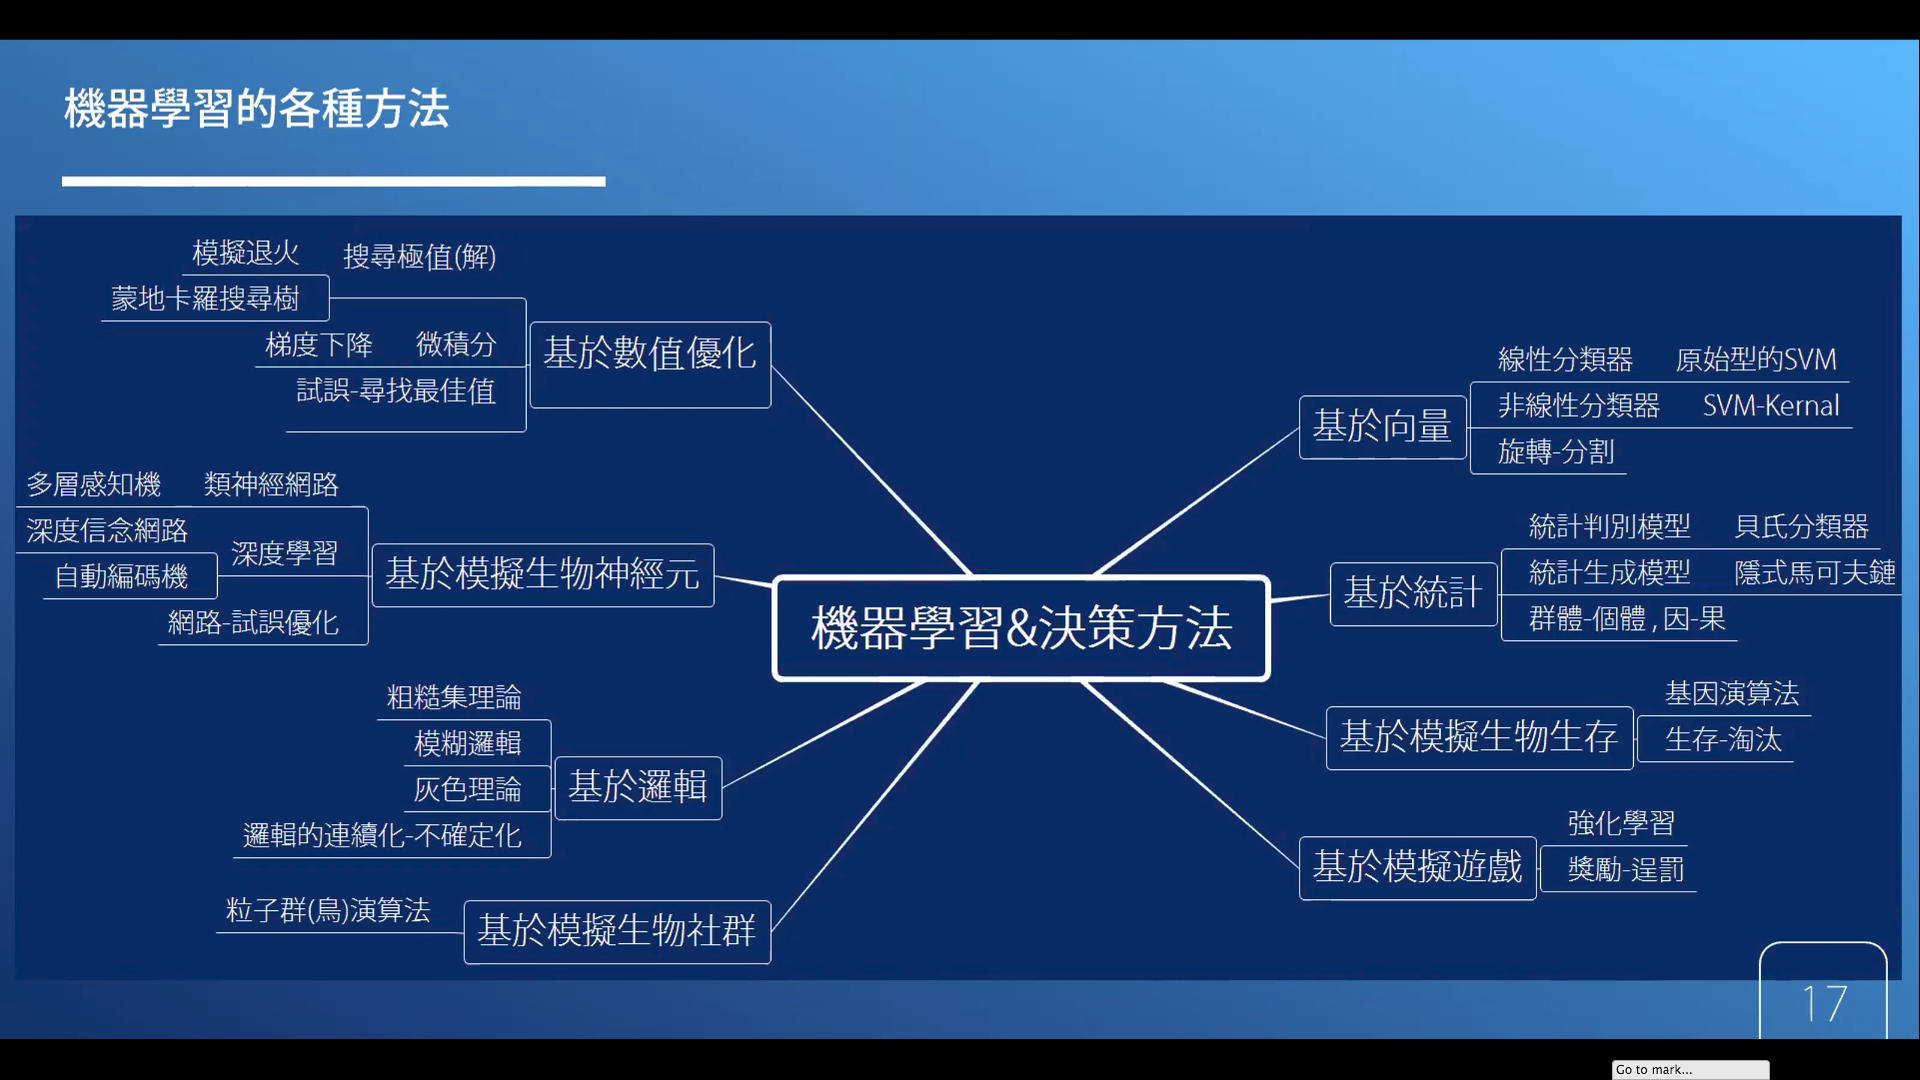 機器學習的各種方法
模擬退火 搜尋極值(解)
蒙地卡羅搜尋樹
梯度下降 微積分
試誤-尋找最佳值
基於數值優化
多層感知機 類神經網路
深度信念網路
深度學習
自動編碼機
網路-試誤優化
基於模擬生物神經元
粗糙集理論
模糊邏輯
灰色理論
邏輯的連續化-不確定化
基於邏輯
粒子群(鳥)演算法
基於模擬生物社群
機器學習&決策方法
基於向量
線性分類器 原始型的SVM
非線性分類器 SVM-Kernal
旋轉-分割
基於統計
統計判別模型 貝氏分類器
統計生成模型 隱式馬可夫鏈
群體-個體 , 因-果
基於模擬生物生存
基因演算法
生存-淘汰
基於模擬遊戲
強化學習
獎勵-逞罰
17
Go to mark...